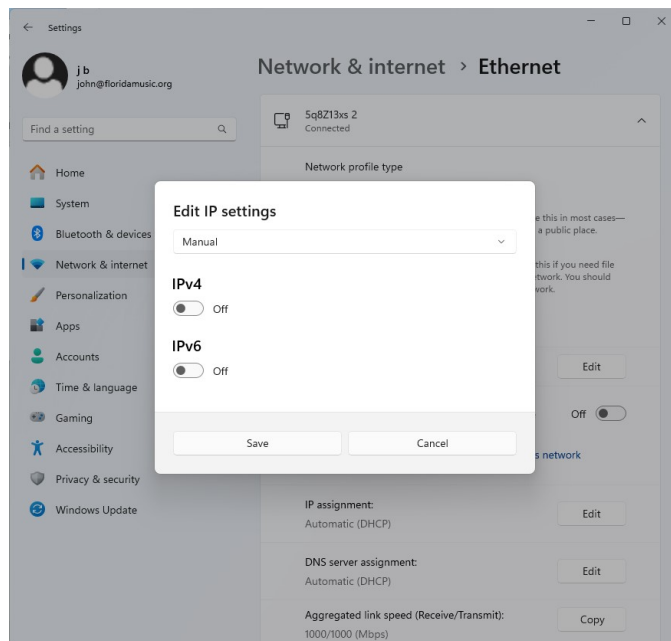 Settings
j b
john@floridamusic.org
Find a setting
Home
System
Bluetooth & devices
Network & internet
Personalization
Apps
Accounts
Time & language
Gaming
Accessibility
Privacy & security
Windows Update
Network & internet > Ethernet
5q8Z13xs 2
Connected
Network profile type
e this in most cases—
a public place.
this if you need file
etwork. You should
work.
Edit
Off
s network
IP assignment:
Automatic (DHCP)
Edit
DNS server assignment:
Automatic (DHCP)
Edit
Aggregated link speed (Receive/Transmit):
1000/1000 (Mbps)
Copy
Edit IP settings
Manual
IPv4
Off
IPv6
Off
Save
Cancel